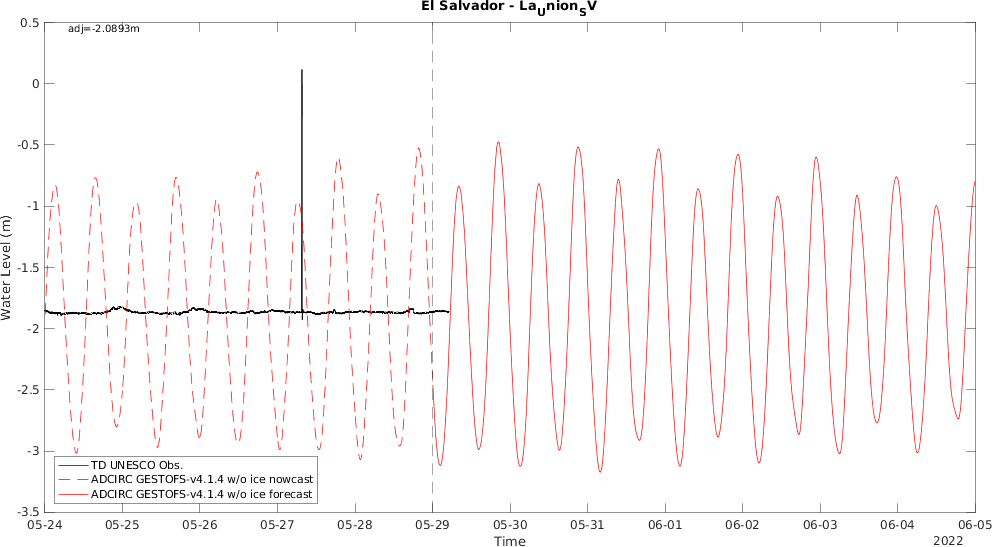 El Salvador - LaUnionSV
adj=-2.0893m
0.5
0
-0.5
-1
-1.5
-2
-2.5
-3
-3.5
Water Level (m)
TD UNESCO Obs.
ADCIRC GESTOFS-v4.1.4 w/o ice nowcast
ADCIRC GESTOFS-v4.1.4 w/o ice forecast
05-24 05-25 05-26 05-27 05-28 05-29 05-30 05-31 06-01 06-02 06-03 06-04 06-05
Time
2022